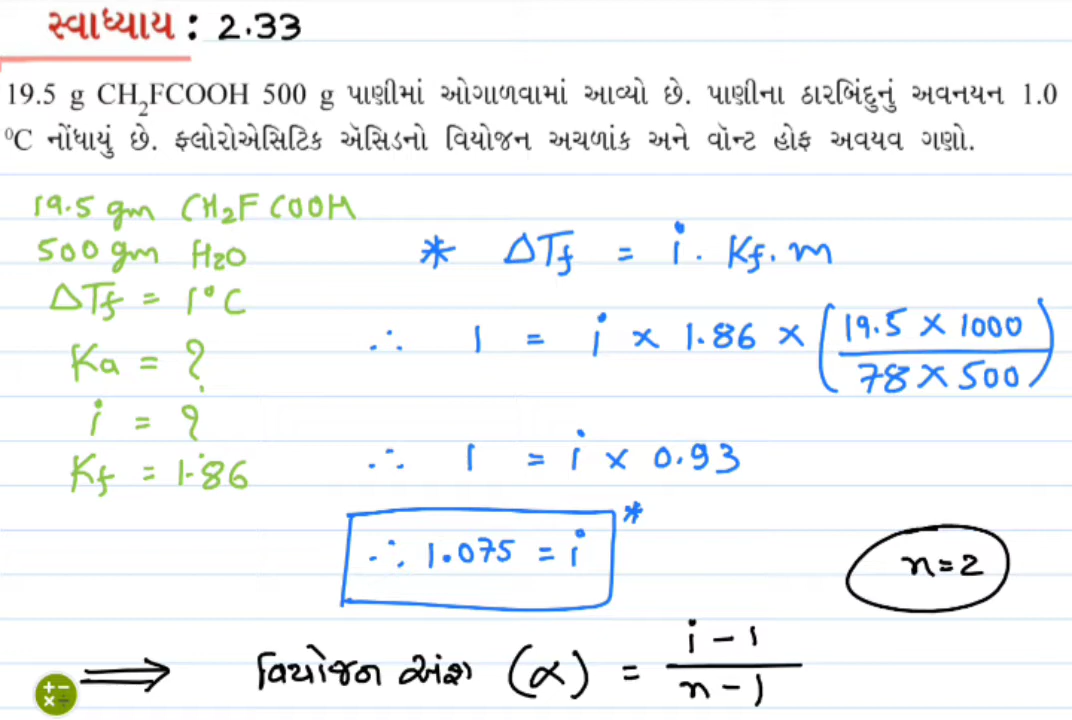 સ્વાધ્યાય : 2.33
19.5 g CH₂FCOOH 500 g પાણીમાં ઓગાળવામાં આવ્યો છે. પાણીના ઠારબિંદુનું અવનયન 1.0
⁰C નોંધાયું છે. ફ્લોરોએસિટિક ઍસિડનો વિયોજન અચળાંક અને વૉન્ટ હોફ અવયવ ગણો.
19.5 gm CH₂FCOOH
500 gm H₂O
ΔTf = 1°C
Ka = ?
i = ?
Kf = 1.86
* ΔTf = i . Kf . m
∴ 1 = i × 1.86 × (19.5 × 1000 / 78 × 500)
∴ 1 = i × 0.93
∴ 1.075 = i *
n = 2
⟹ વિયોજન અંશ (α) = i - 1 / n - 1